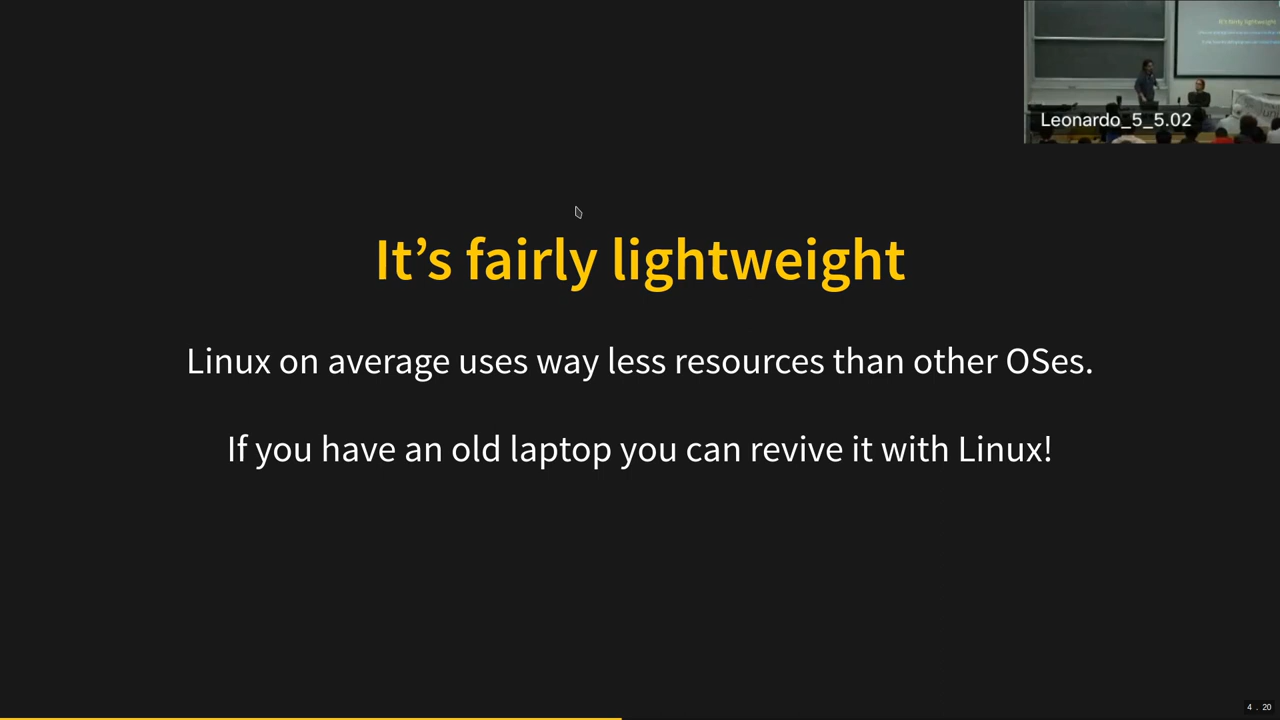 Leonardo_5_5.02
It’s fairly lightweight
Linux on average uses way less resources than other OSes.
If you have an old laptop you can revive it with Linux!
4 . 20